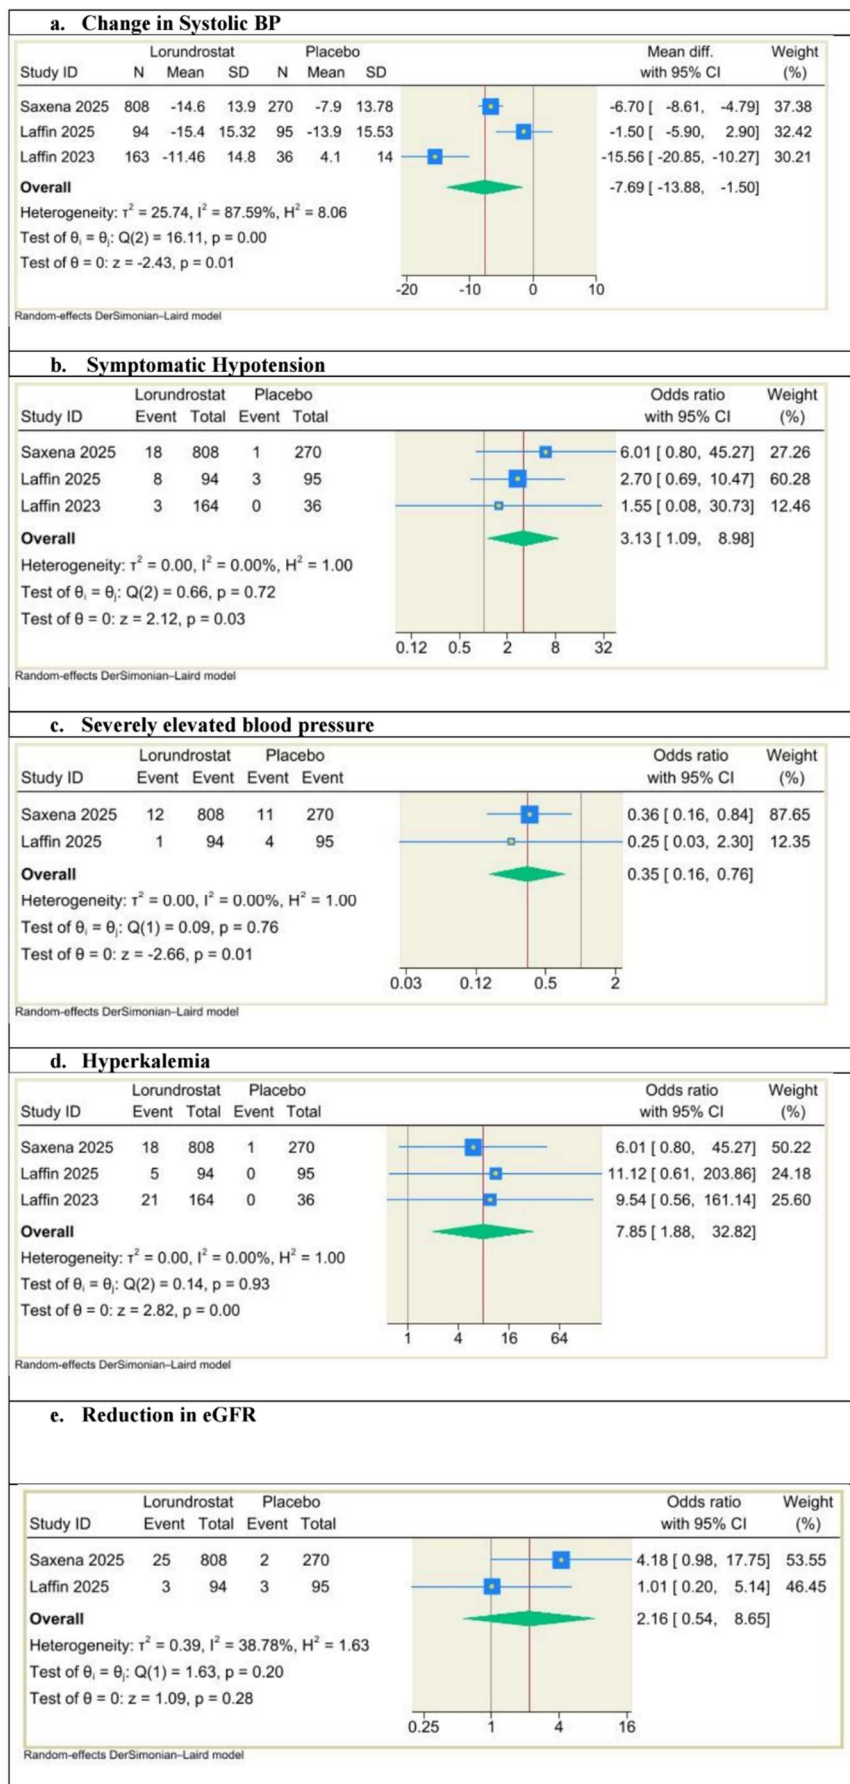 a. Change in Systolic BP
Lorundrostat Placebo Mean diff. Weight
Study ID N Mean SD N Mean SD with 95% CI (%)
Saxena 2025 808 -14.6 13.9 270 -7.9 13.78 -6.70 [ -8.61, -4.79] 37.38
Laffin 2025 94 -15.4 15.32 95 -13.9 15.53 -1.50 [ -5.90, 2.90] 32.42
Laffin 2023 163 -11.46 14.8 36 4.1 14 -15.56 [ -20.85, -10.27] 30.21
Overall -7.69 [ -13.88, -1.50]
Heterogeneity: τ² = 25.74, I² = 87.59%, H² = 8.06
Test of θᵢ = θⱼ: Q(2) = 16.11, p = 0.00
Test of θ = 0: z = -2.43, p = 0.01
-20 -10 0 10
Random-effects DerSimonian–Laird model
b. Symptomatic Hypotension
Lorundrostat Placebo Odds ratio Weight
Study ID Event Total Event Total with 95% CI (%)
Saxena 2025 18 808 1 270 6.01 [ 0.80, 45.27] 27.26
Laffin 2025 8 94 3 95 2.70 [ 0.69, 10.47] 60.28
Laffin 2023 3 164 0 36 1.55 [ 0.08, 30.73] 12.46
Overall 3.13 [ 1.09, 8.98]
Heterogeneity: τ² = 0.00, I² = 0.00%, H² = 1.00
Test of θᵢ = θⱼ: Q(2) = 0.66, p = 0.72
Test of θ = 0: z = 2.12, p = 0.03
0.12 0.5 2 8 32
Random-effects DerSimonian–Laird model
c. Severely elevated blood pressure
Lorundrostat Placebo Odds ratio Weight
Study ID Event Event Event Event with 95% CI (%)
Saxena 2025 12 808 11 270 0.36 [ 0.16, 0.84] 87.65
Laffin 2025 1 94 4 95 0.25 [ 0.03, 2.30] 12.35
Overall 0.35 [ 0.16, 0.76]
Heterogeneity: τ² = 0.00, I² = 0.00%, H² = 1.00
Test of θᵢ = θⱼ: Q(1) = 0.09, p = 0.76
Test of θ = 0: z = -2.66, p = 0.01
0.03 0.12 0.5 2
Random-effects DerSimonian–Laird model
d. Hyperkalemia
Lorundrostat Placebo Odds ratio Weight
Study ID Event Total Event Total with 95% CI (%)
Saxena 2025 18 808 1 270 6.01 [ 0.80, 45.27] 50.22
Laffin 2025 5 94 0 95 11.12 [ 0.61, 203.86] 24.18
Laffin 2023 21 164 0 36 9.54 [ 0.56, 161.14] 25.60
Overall 7.85 [ 1.88, 32.82]
Heterogeneity: τ² = 0.00, I² = 0.00%, H² = 1.00
Test of θᵢ = θⱼ: Q(2) = 0.14, p = 0.93
Test of θ = 0: z = 2.82, p = 0.00
1 4 16 64
Random-effects DerSimonian–Laird model
e. Reduction in eGFR
Lorundrostat Placebo Odds ratio Weight
Study ID Event Total Event Total with 95% CI (%)
Saxena 2025 25 808 2 270 4.18 [ 0.98, 17.75] 53.55
Laffin 2025 3 94 3 95 1.01 [ 0.20, 5.14] 46.45
Overall 2.16 [ 0.54, 8.65]
Heterogeneity: τ² = 0.39, I² = 38.78%, H² = 1.63
Test of θᵢ = θⱼ: Q(1) = 1.63, p = 0.20
Test of θ = 0: z = 1.09, p = 0.28
0.25 1 4 16
Random-effects DerSimonian–Laird model